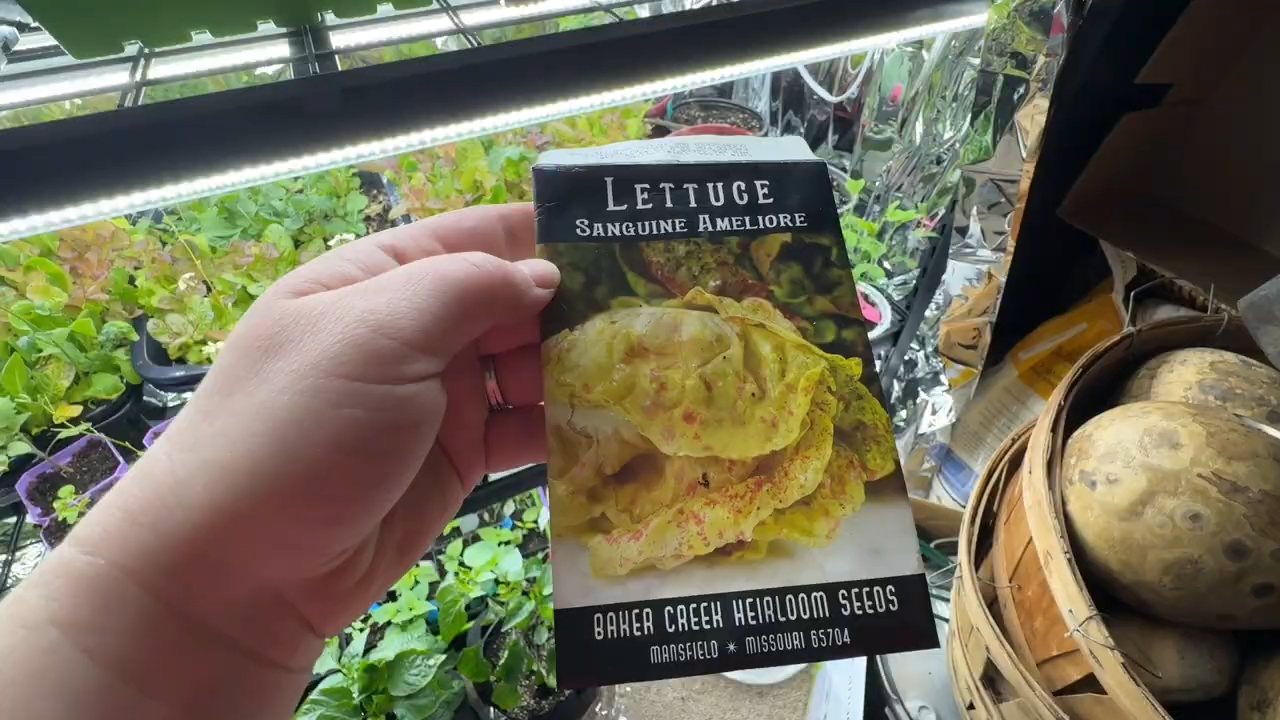 LETTUCE
SANGUINE AMELIORE
BAKER CREEK HEIRLOOM SEEDS
MANSFIELD ✶ MISSOURI 65704